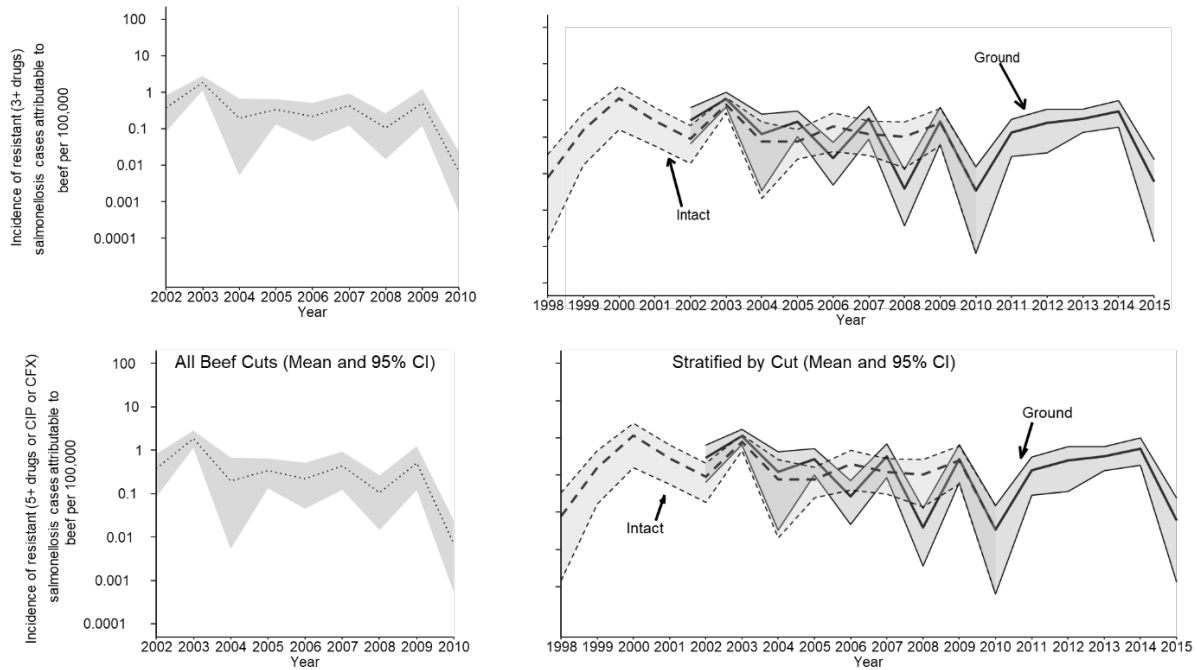 Incidence of resistant (3+ drugs)
salmonellosis cases attributable to
beef per 100,000
100
10
1
0.1
0.01
0.001
0.0001
2002 2003 2004 2005 2006 2007 2008 2009 2010
Year
Ground
Intact
1998 1999 2000 2001 2002 2003 2004 2005 2006 2007 2008 2009 2010 2011 2012 2013 2014 2015
Year
Incidence of resistant (5+ drugs or CIP or CFX)
salmonellosis cases attributable to
beef per 100,000
All Beef Cuts (Mean and 95% CI)
100
10
1
0.1
0.01
0.001
0.0001
2002 2003 2004 2005 2006 2007 2008 2009 2010
Year
Stratified by Cut (Mean and 95% CI)
Ground
Intact
1998 1999 2000 2001 2002 2003 2004 2005 2006 2007 2008 2009 2010 2011 2012 2013 2014 2015
Year